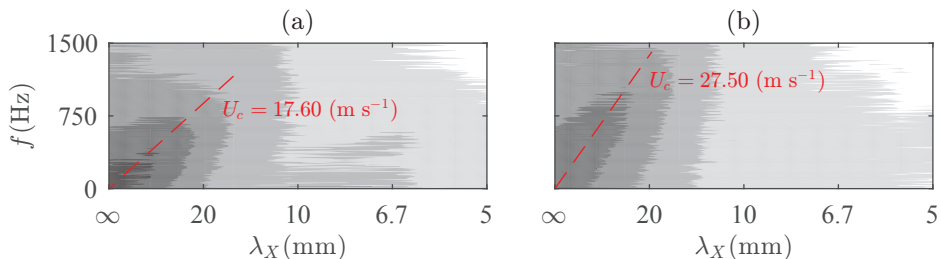 (a)
(b)
1500
750
0
f (Hz)
U_c = 17.60 (m s⁻¹)
U_c = 27.50 (m s⁻¹)
∞ 20 10 6.7 5
∞ 20 10 6.7 5
λ_X (mm)
λ_X (mm)